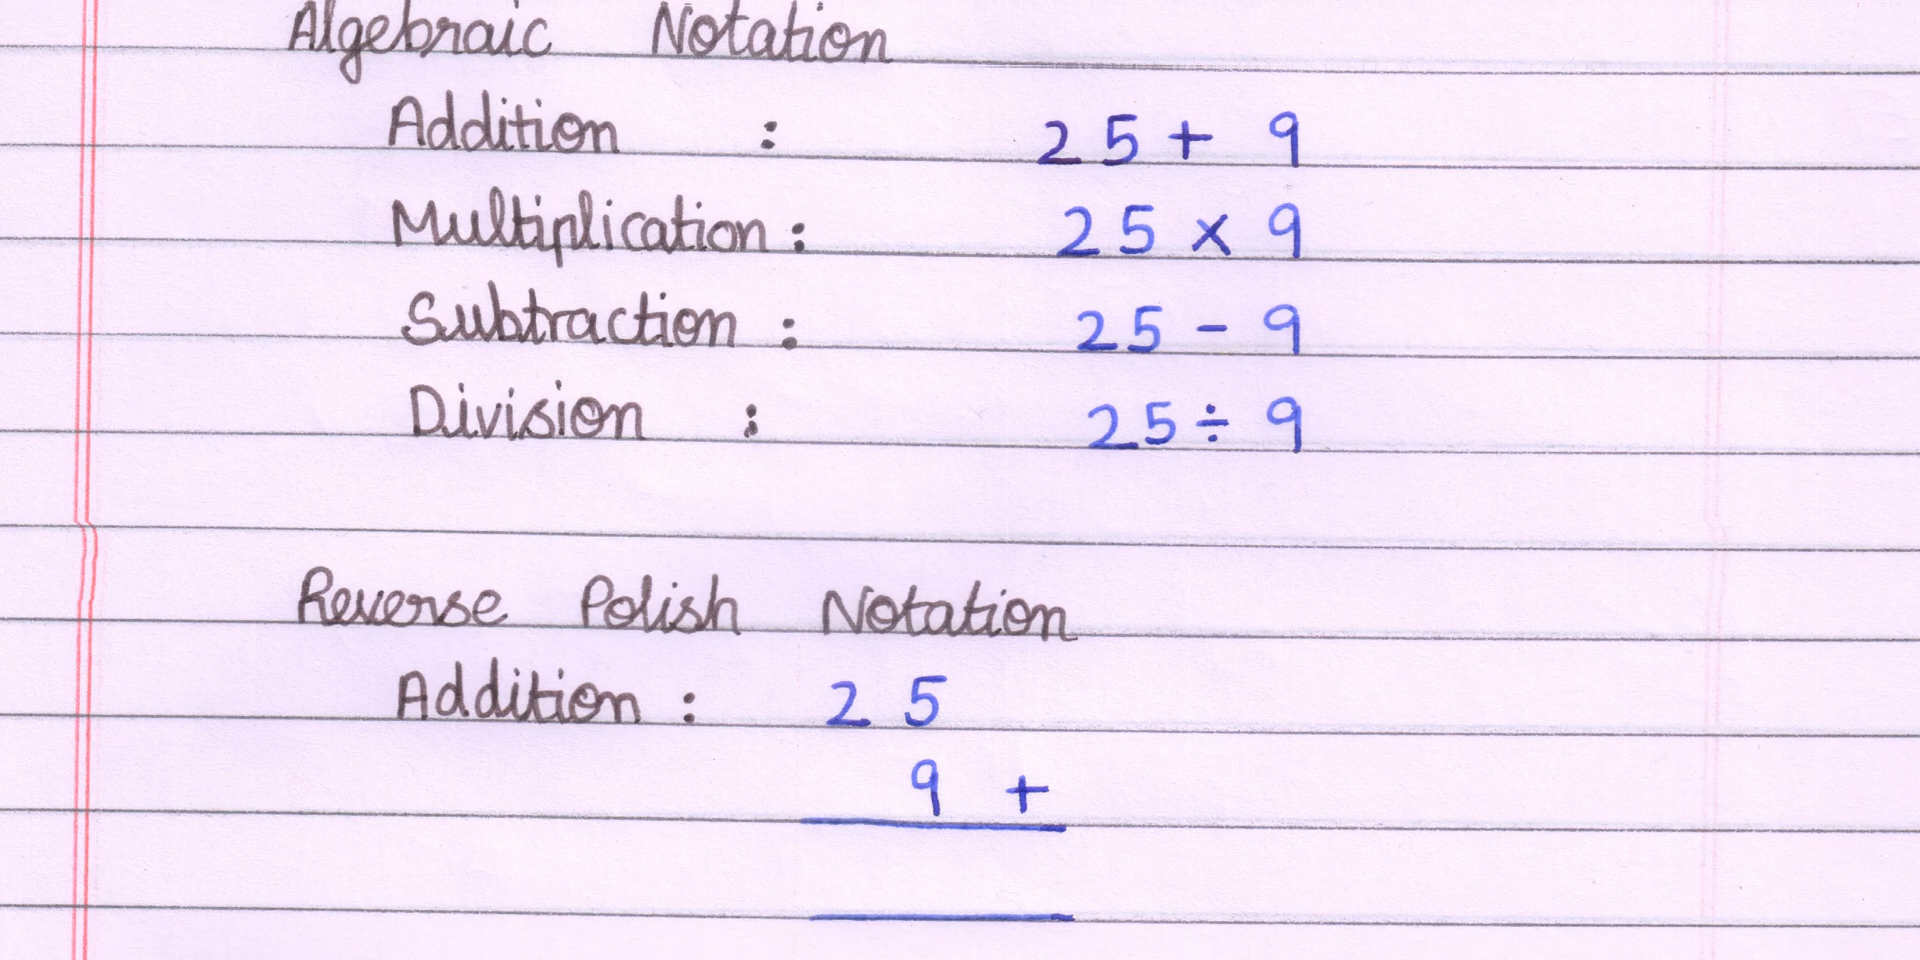 Algebraic Notation
Addition : 25 + 9
Multiplication : 25 × 9
Subtraction : 25 - 9
Division : 25 ÷ 9
Reverse Polish Notation
Addition : 25
9 +